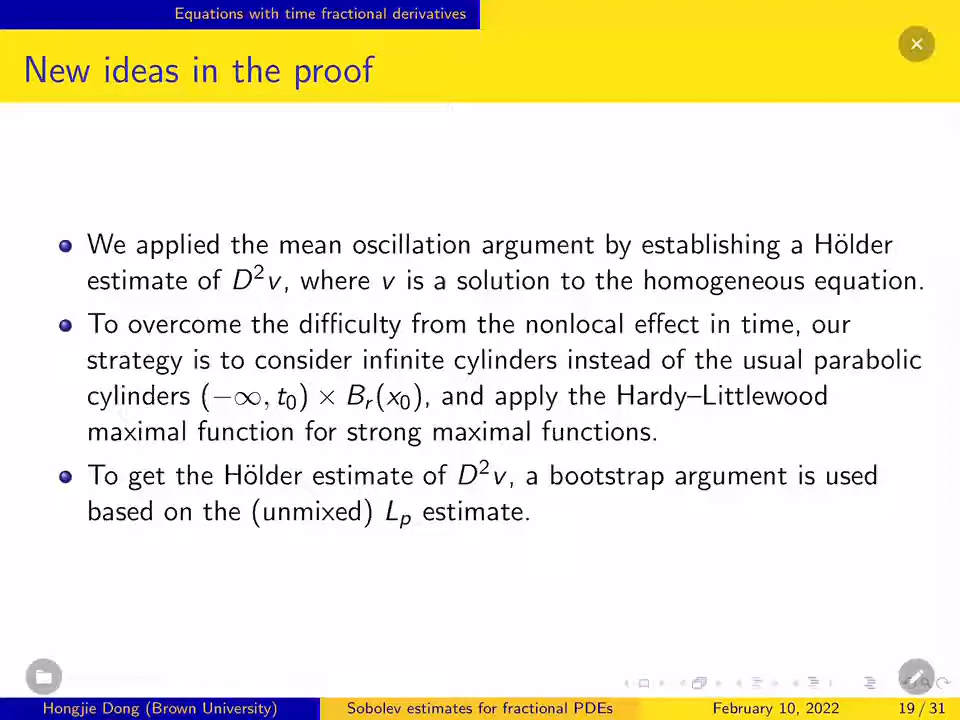 Equations with time fractional derivatives
New ideas in the proof
We applied the mean oscillation argument by establishing a Hölder
estimate of D²v, where v is a solution to the homogeneous equation.
To overcome the difficulty from the nonlocal effect in time, our
strategy is to consider infinite cylinders instead of the usual parabolic
cylinders (−∞, t₀) × Bᵣ(x₀), and apply the Hardy–Littlewood
maximal function for strong maximal functions.
To get the Hölder estimate of D²v, a bootstrap argument is used
based on the (unmixed) Lₚ estimate.
Hongjie Dong (Brown University) Sobolev estimates for fractional PDEs February 10, 2022 19 / 31